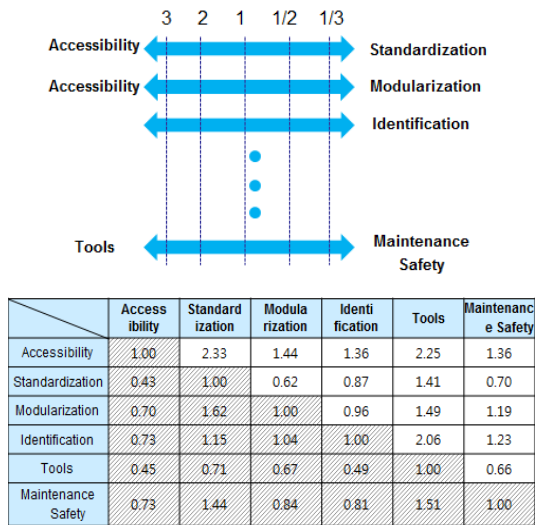 3 2 1 1/2 1/3
Accessibility Standardization
Accessibility Modularization
Identification
Tools Maintenance
Safety
Access Standard Modula Identi Tools Maintenanc
ibility ization rization fication e Safety
Accessibility 1.00 2.33 1.44 1.36 2.25 1.36
Standardization 0.43 1.00 0.62 0.87 1.41 0.70
Modularization 0.70 1.62 1.00 0.96 1.49 1.19
Identification 0.73 1.15 1.04 1.00 2.06 1.23
Tools 0.45 0.71 0.67 0.49 1.00 0.66
Maintenance
Safety 0.73 1.44 0.84 0.81 1.51 1.00